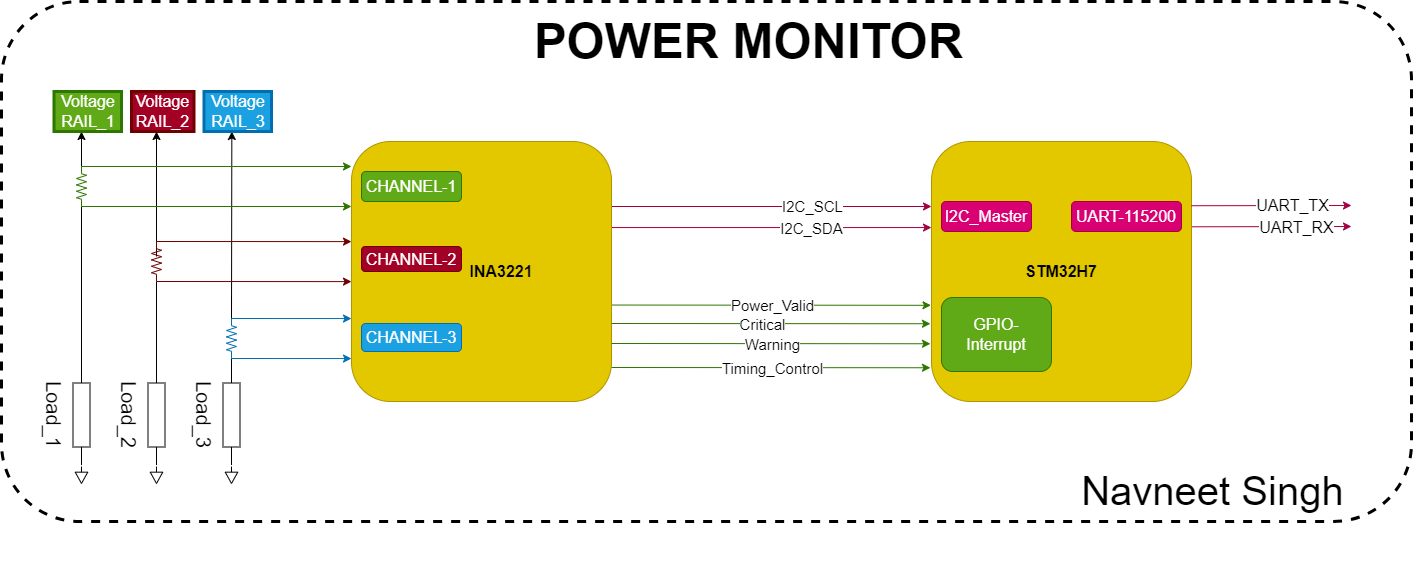 POWER MONITOR
Voltage
RAIL_1
Voltage
RAIL_2
Voltage
RAIL_3
CHANNEL-1
CHANNEL-2
CHANNEL-3
INA3221
I2C_SCL
I2C_SDA
Power_Valid
Critical
Warning
Timing_Control
I2C_Master
UART-115200
STM32H7
GPIO-
Interrupt
UART_TX
UART_RX
Load_1
Load_2
Load_3
Navneet Singh